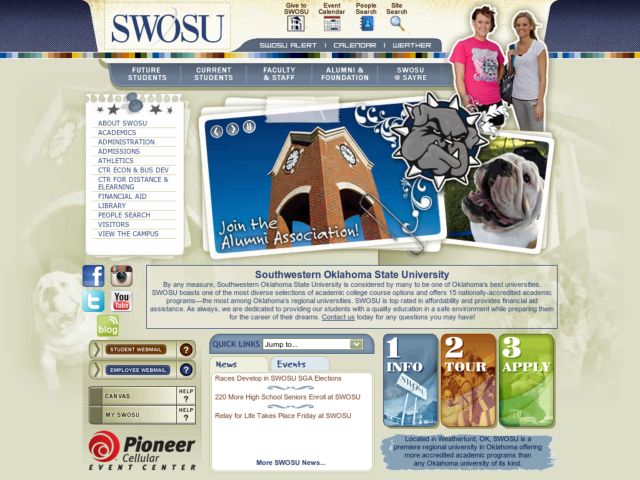 SWOSU
Give to
SWOSU
Event
Calendar
People
Search
Site
Search
SWOSU ALERT | CALENDAR | WEATHER
FUTURE
STUDENTS
CURRENT
STUDENTS
FACULTY
& STAFF
ALUMNI &
FOUNDATION
SWOSU
@ SAYRE
ABOUT SWOSU
ACADEMICS
ADMINISTRATION
ADMISSIONS
ATHLETICS
CTR ECON & BUS DEV
CTR FOR DISTANCE &
ELEARNING
FINANCIAL AID
LIBRARY
PEOPLE SEARCH
VISITORS
VIEW THE CAMPUS
Join the
Alumni Association!
You
Tube
blog
Southwestern Oklahoma State University
By any measure, Southwestern Oklahoma State University is considered by many to be one of Oklahoma's best universities.
SWOSU boasts one of the most diverse selections of academic college course options and offers 15 nationally-accredited academic
programs—the most among Oklahoma's regional universities. SWOSU is top rated in affordability and provides financial aid
assistance. As always, we are dedicated to providing our students with a quality education in a safe environment while preparing them
for the career of their dreams. Contact us today for any questions you may have!
STUDENT WEBMAIL ?
EMPLOYEE WEBMAIL ?
CANVAS HELP ?
MY SWOSU HELP ?
Pioneer
Cellular
EVENT CENTER
QUICK LINKS Jump to...
News Events
Races Develop in SWOSU SGA Elections
220 More High School Seniors Enroll at SWOSU
Relay for Life Takes Place Friday at SWOSU
More SWOSU News...
1
INFO
SWOSU
2
TOUR
3
APPLY
Located in Weatherford, OK, SWOSU is a
premiere regional university in Oklahoma offering
more accredited academic programs than
any Oklahoma university of its kind.